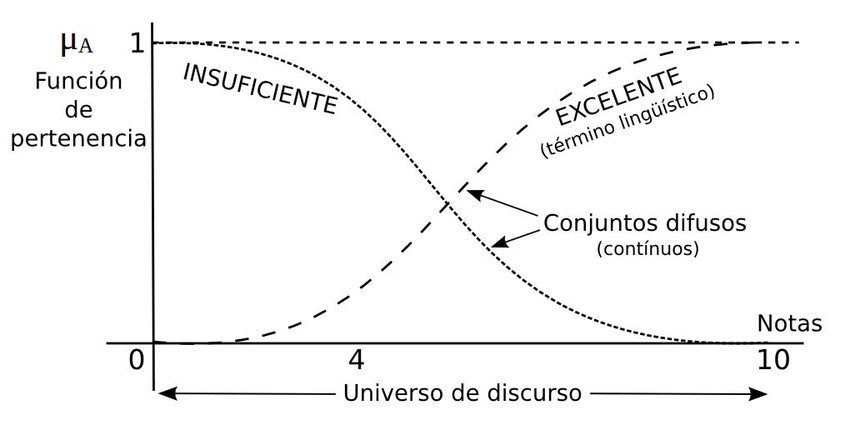 μA
1
Función
de
pertenencia
INSUFICIENTE
EXCELENTE
(término lingüístico)
Conjuntos difusos
(contínuos)
Notas
0
4
10
Universo de discurso